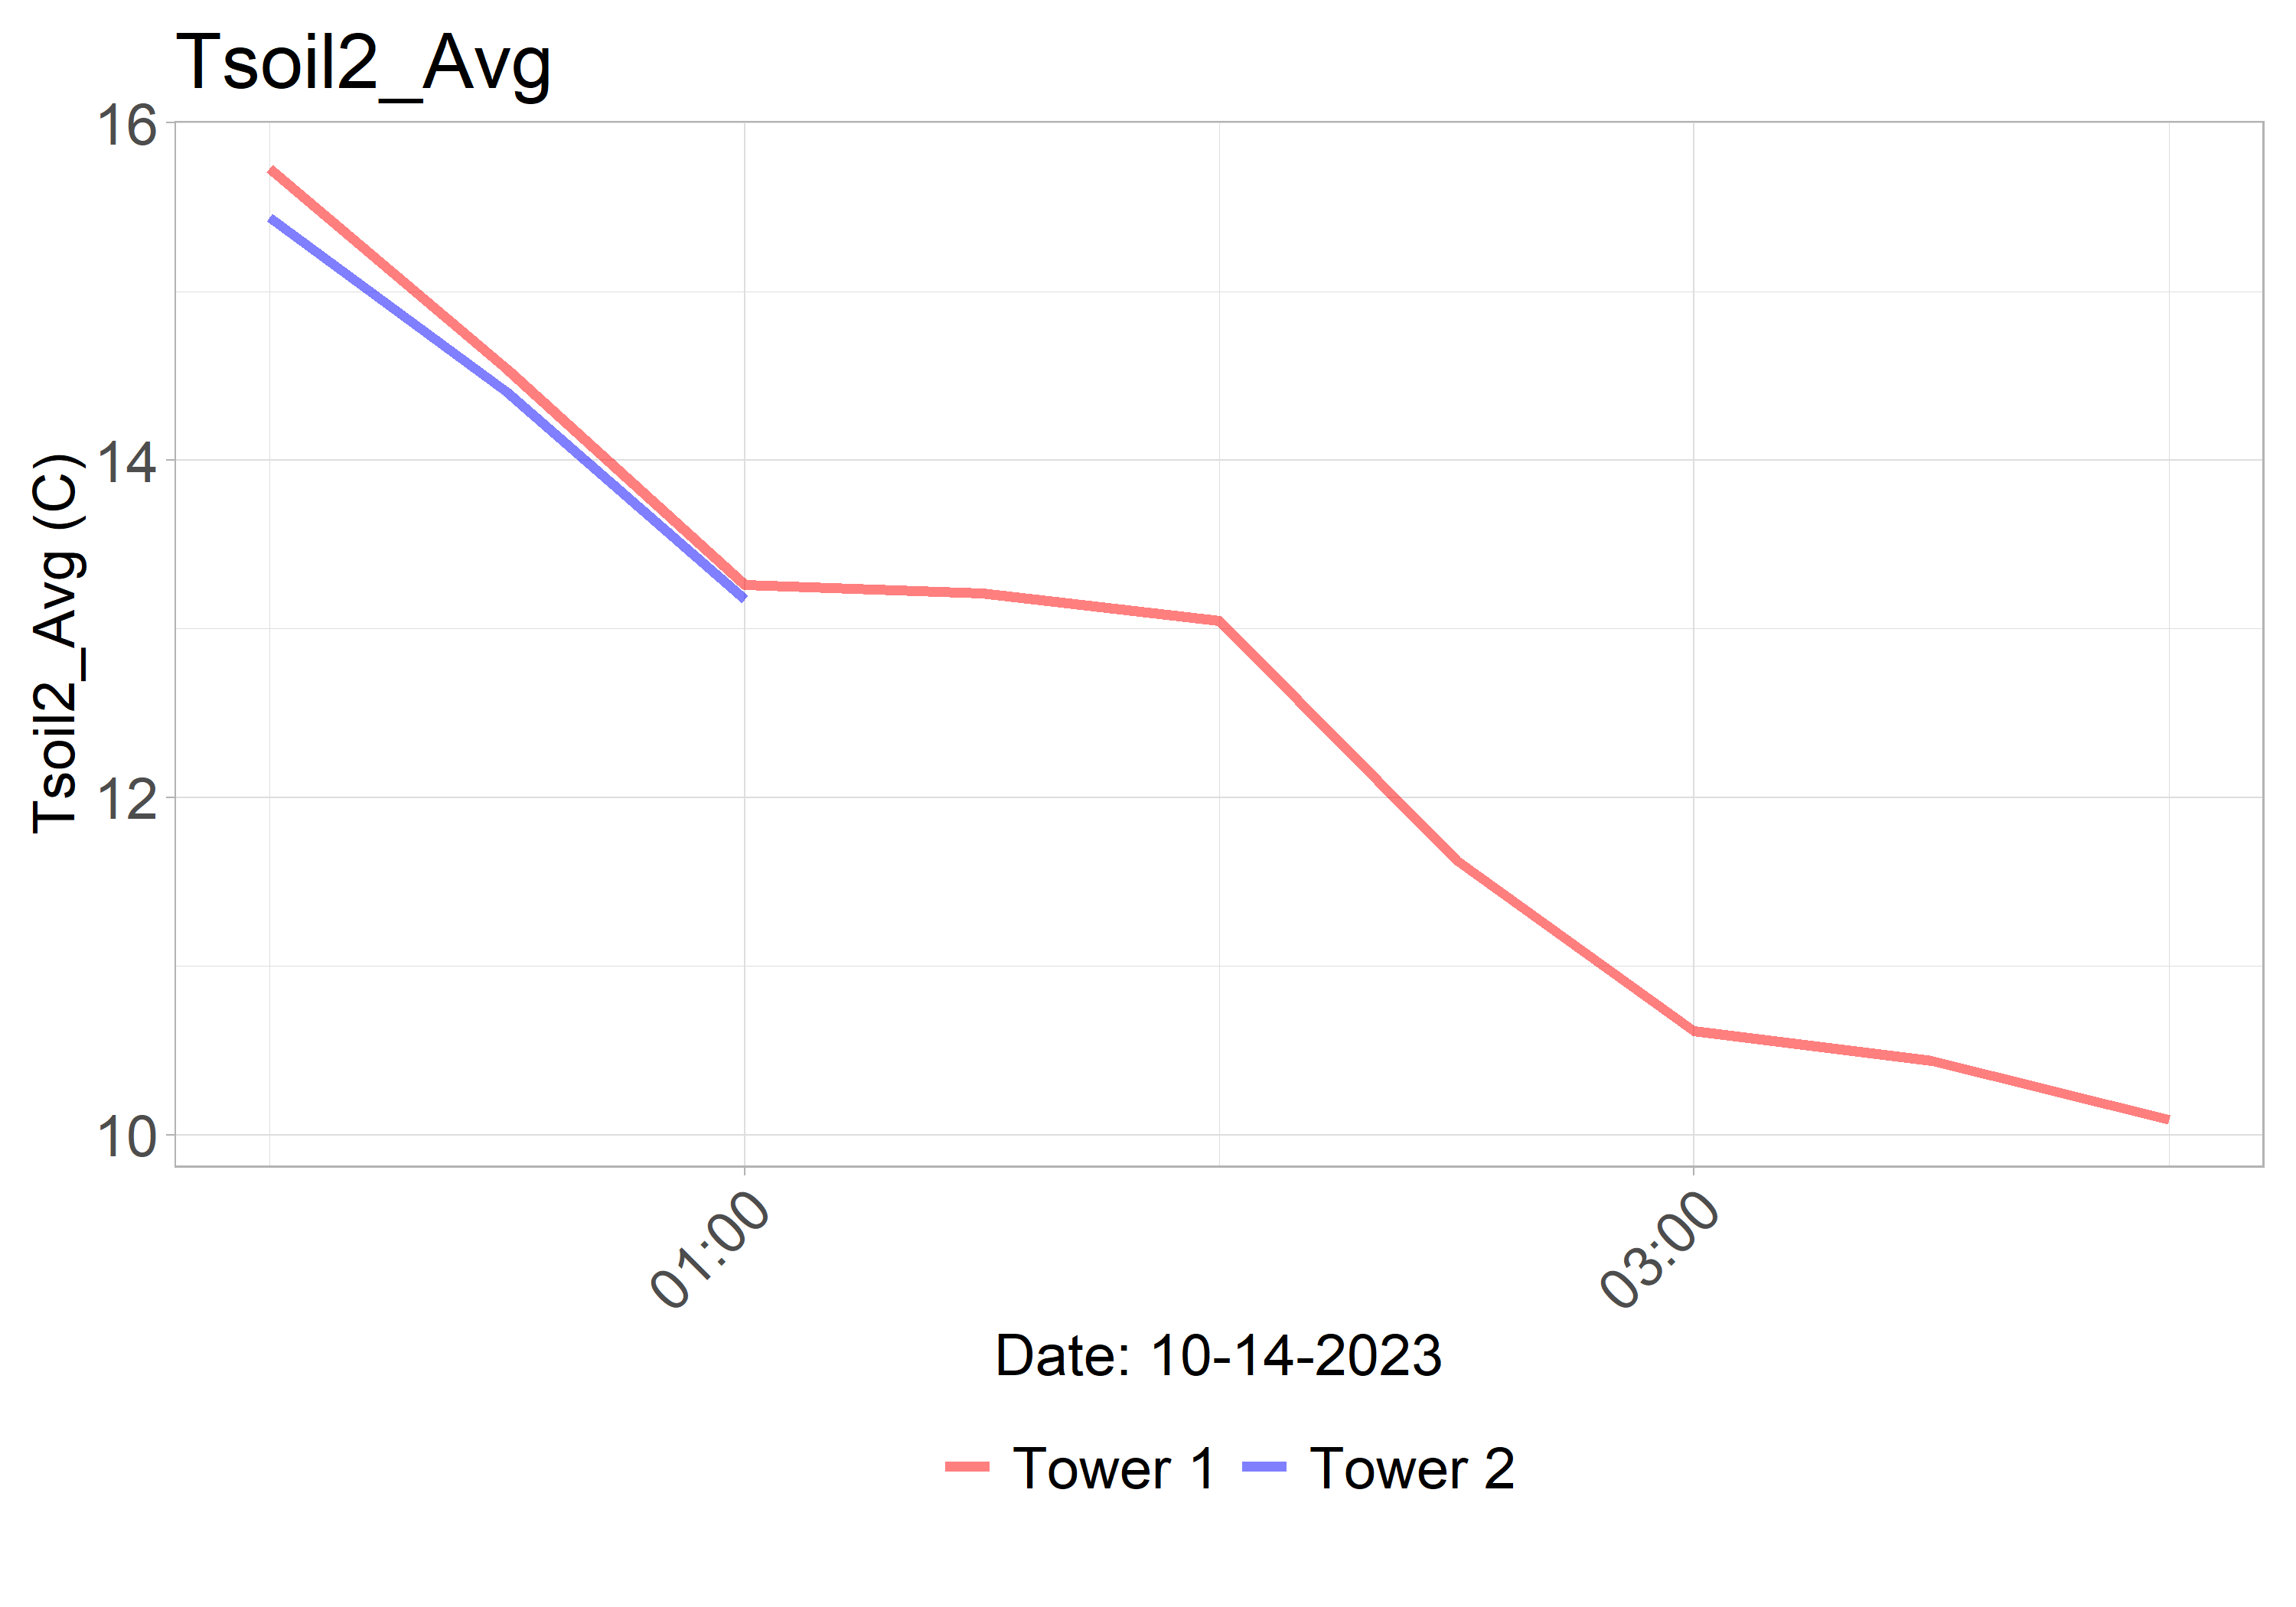 Tsoil2_Avg
Tsoil2_Avg (C)
16
14
12
10
01:00
03:00
Date: 10-14-2023
Tower 1
Tower 2